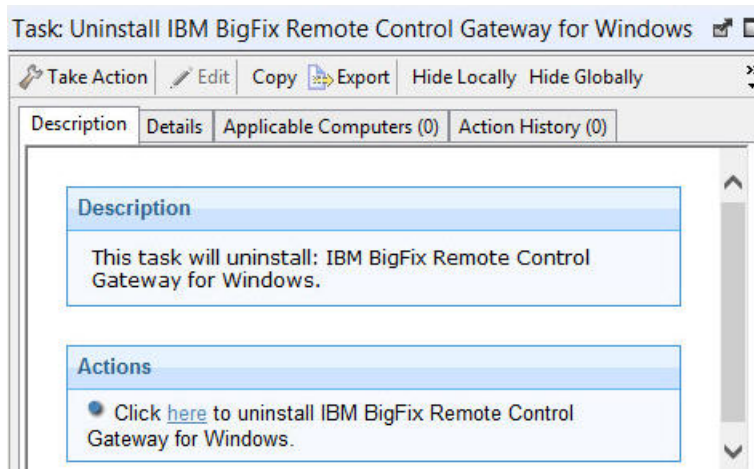 Task: Uninstall IBM BigFix Remote Control Gateway for Windows
Take Action Edit Copy Export Hide Locally Hide Globally
Description Details Applicable Computers (0) Action History (0)
Description
This task will uninstall: IBM BigFix Remote Control
Gateway for Windows.
Actions
Click here to uninstall IBM BigFix Remote Control
Gateway for Windows.